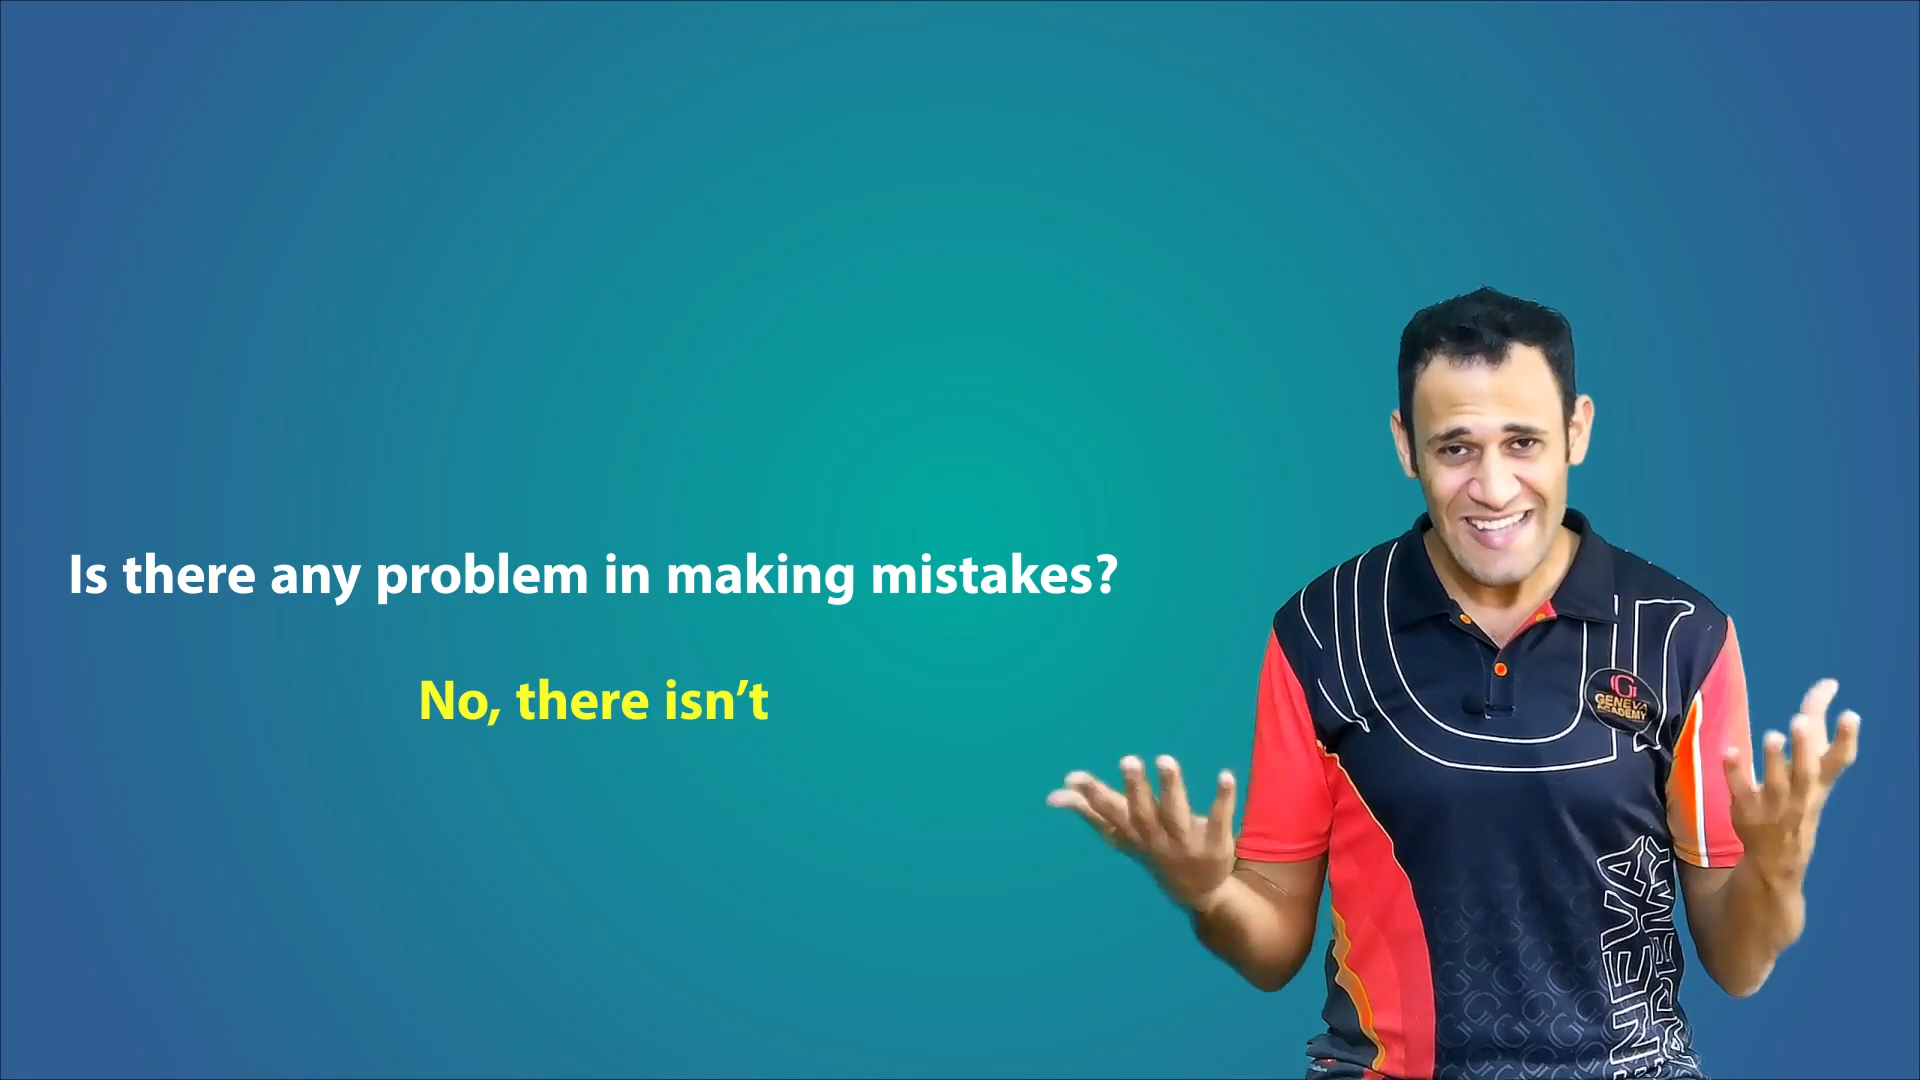 Is there any problem in making mistakes?
No, there isn’t
G
GENEVA
ACADEMY
GENEVA
ACADEMY